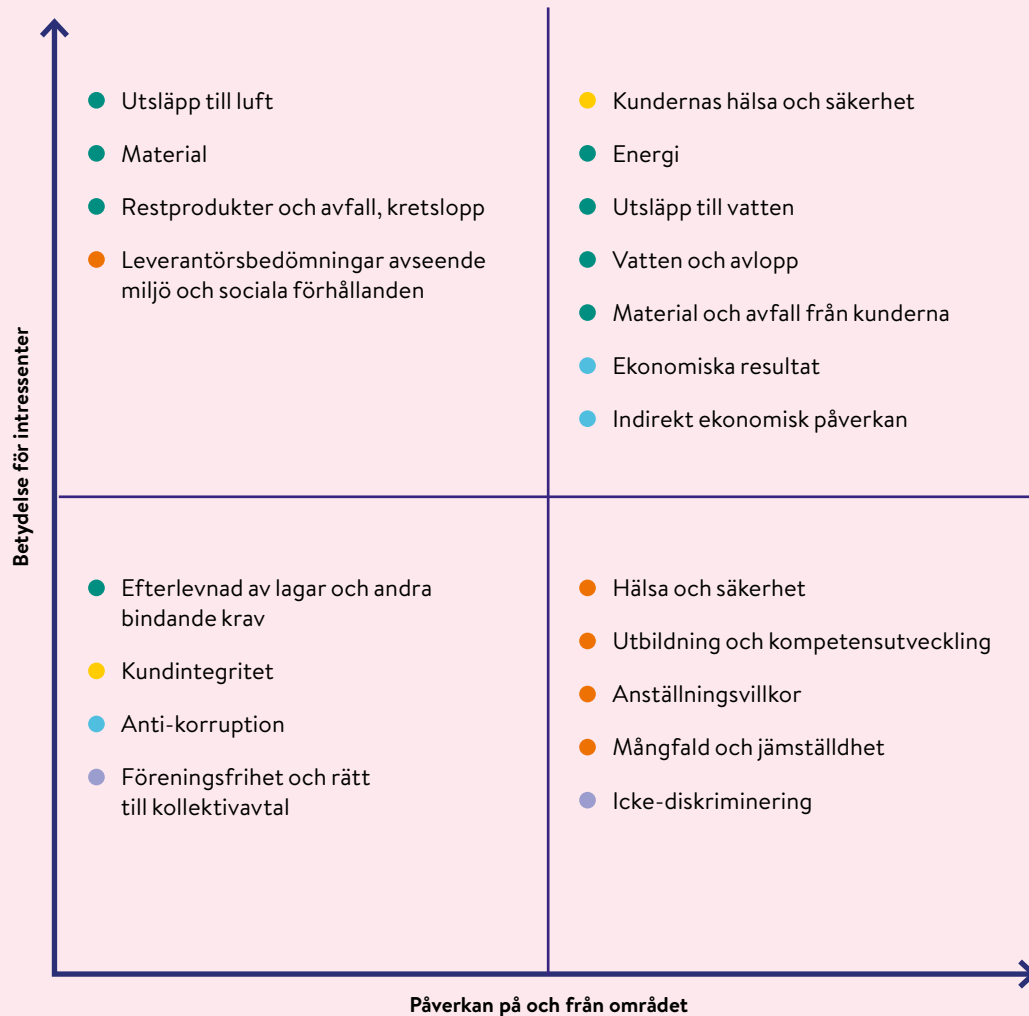 Utsläpp till luft
Material
Restprodukter och avfall, kretslopp
Leverantörsbedömningar avseende
miljö och sociala förhållanden
Kundernas hälsa och säkerhet
Energi
Utsläpp till vatten
Vatten och avlopp
Material och avfall från kunderna
Ekonomiska resultat
Indirekt ekonomisk påverkan
Betydelse för intressenter
Efterlevnad av lagar och andra
bindande krav
Kundintegritet
Anti-korruption
Föreningsfrihet och rätt
till kollektivavtal
Hälsa och säkerhet
Utbildning och kompetensutveckling
Anställningsvillkor
Mångfald och jämställdhet
Icke-diskriminering
Påverkan på och från området